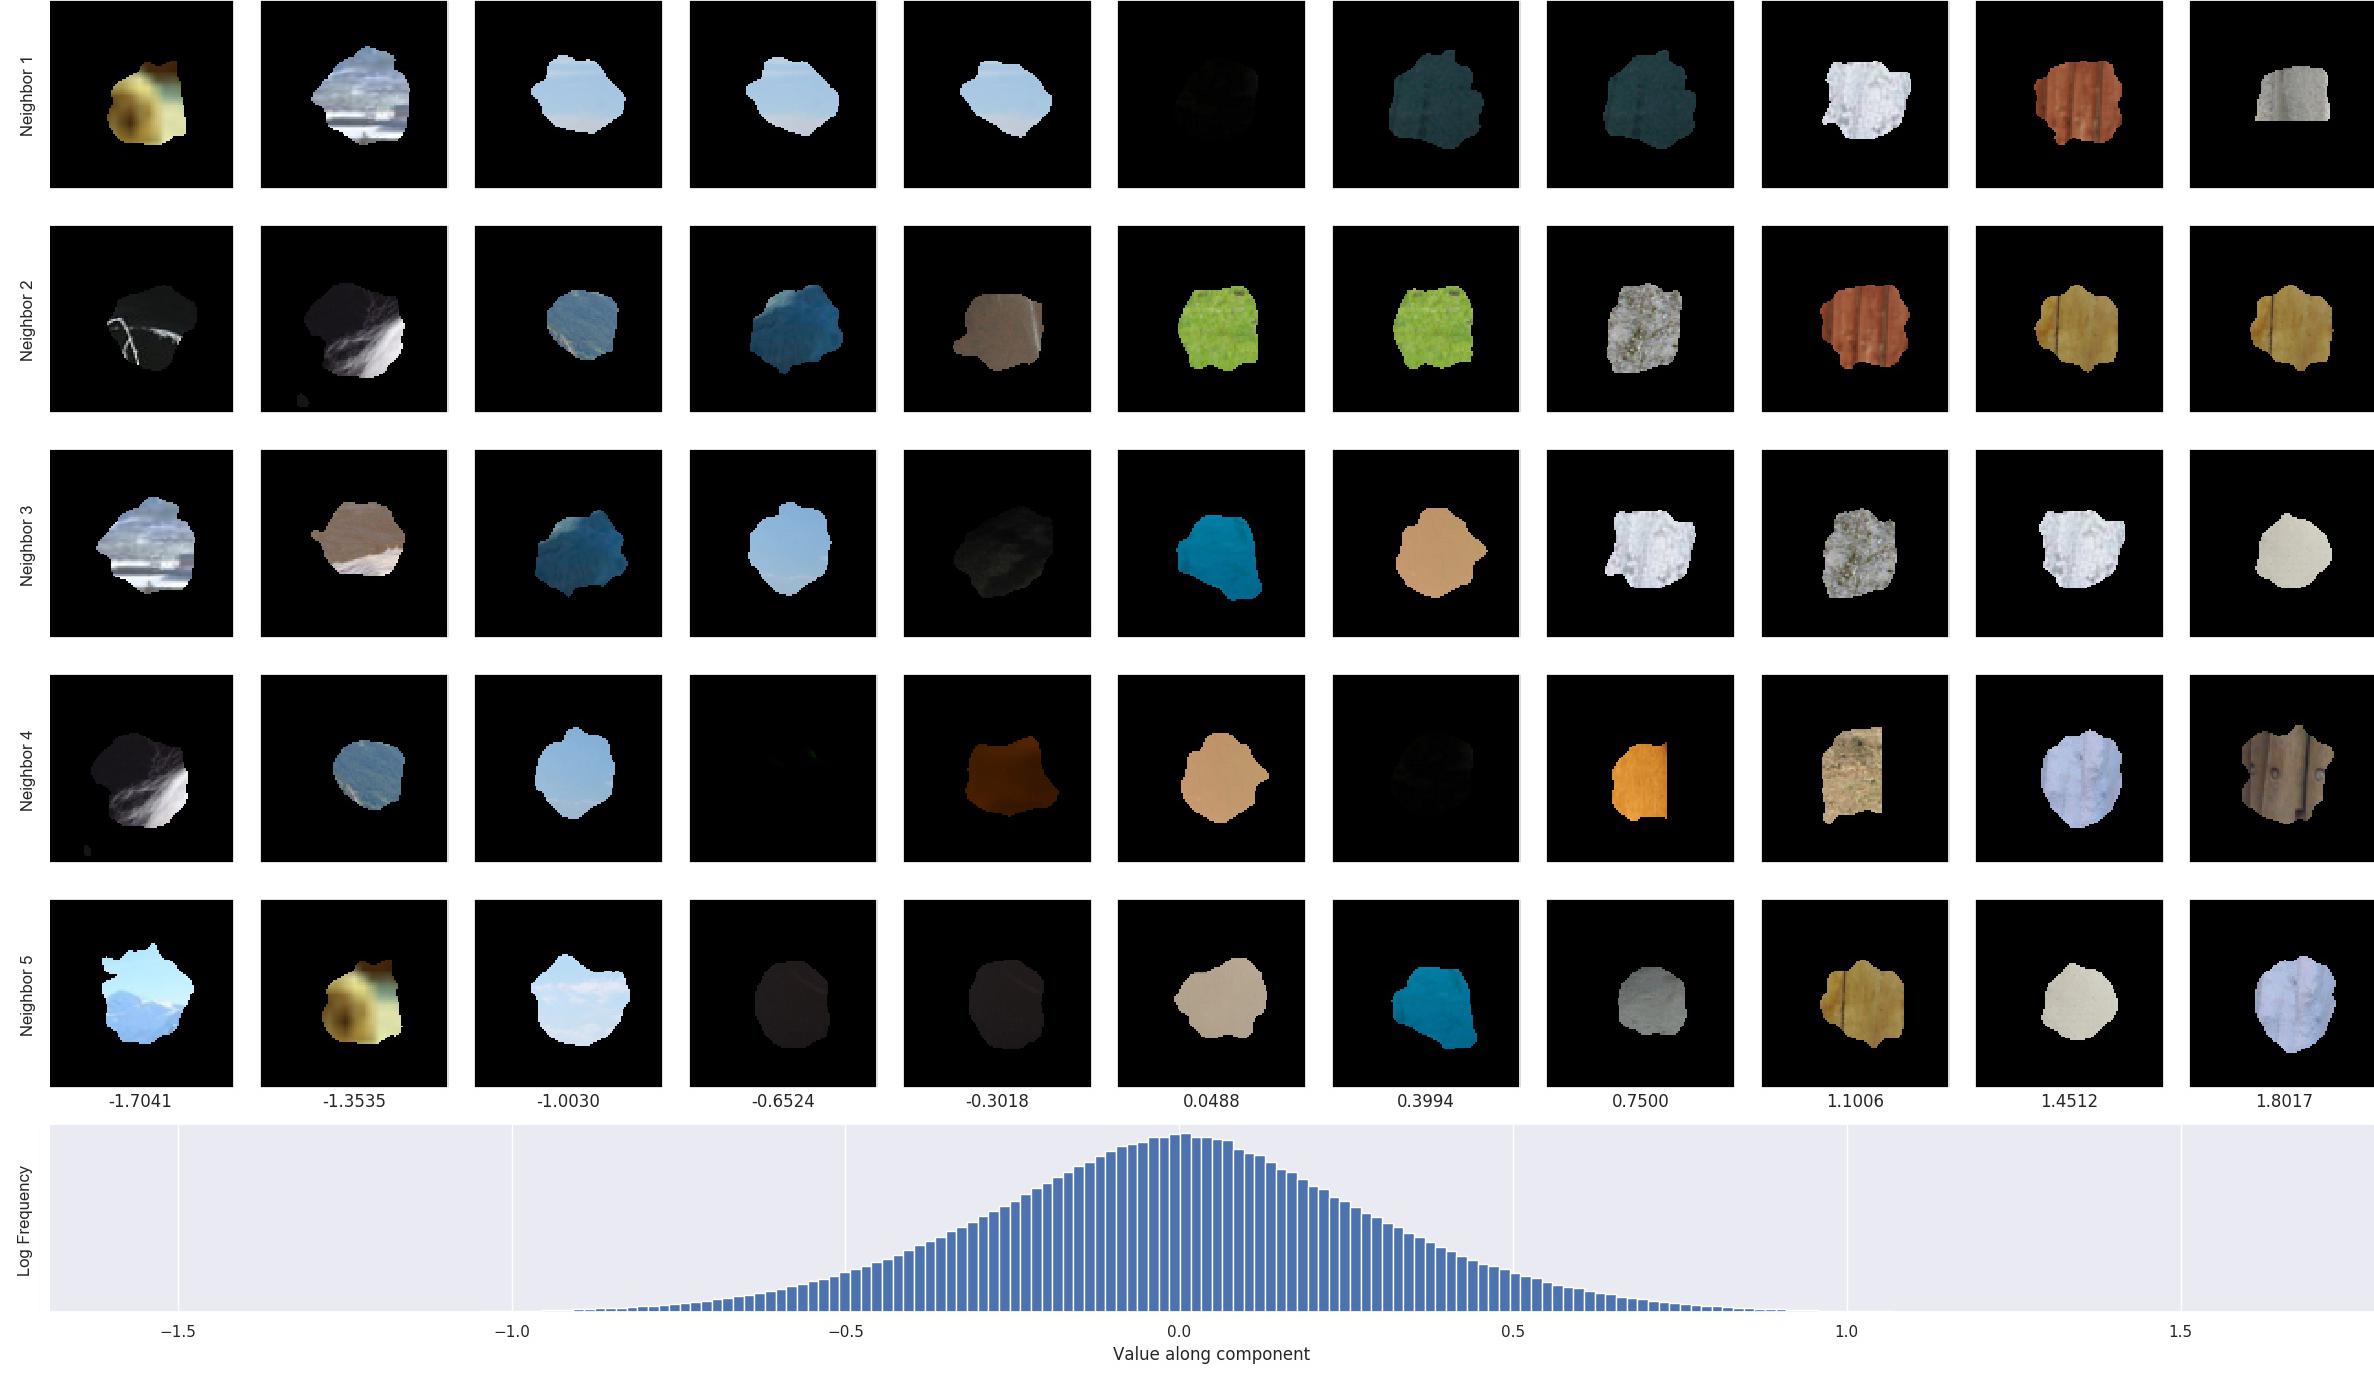 Neighbor 1
Neighbor 2
Neighbor 3
Neighbor 4
Neighbor 5
-1.7041 -1.3535 -1.0030 -0.6524 -0.3018 0.0488 0.3994 0.7500 1.1006 1.4512 1.8017
Log Frequency
−1.5 −1.0 −0.5 0.0 0.5 1.0 1.5
Value along component